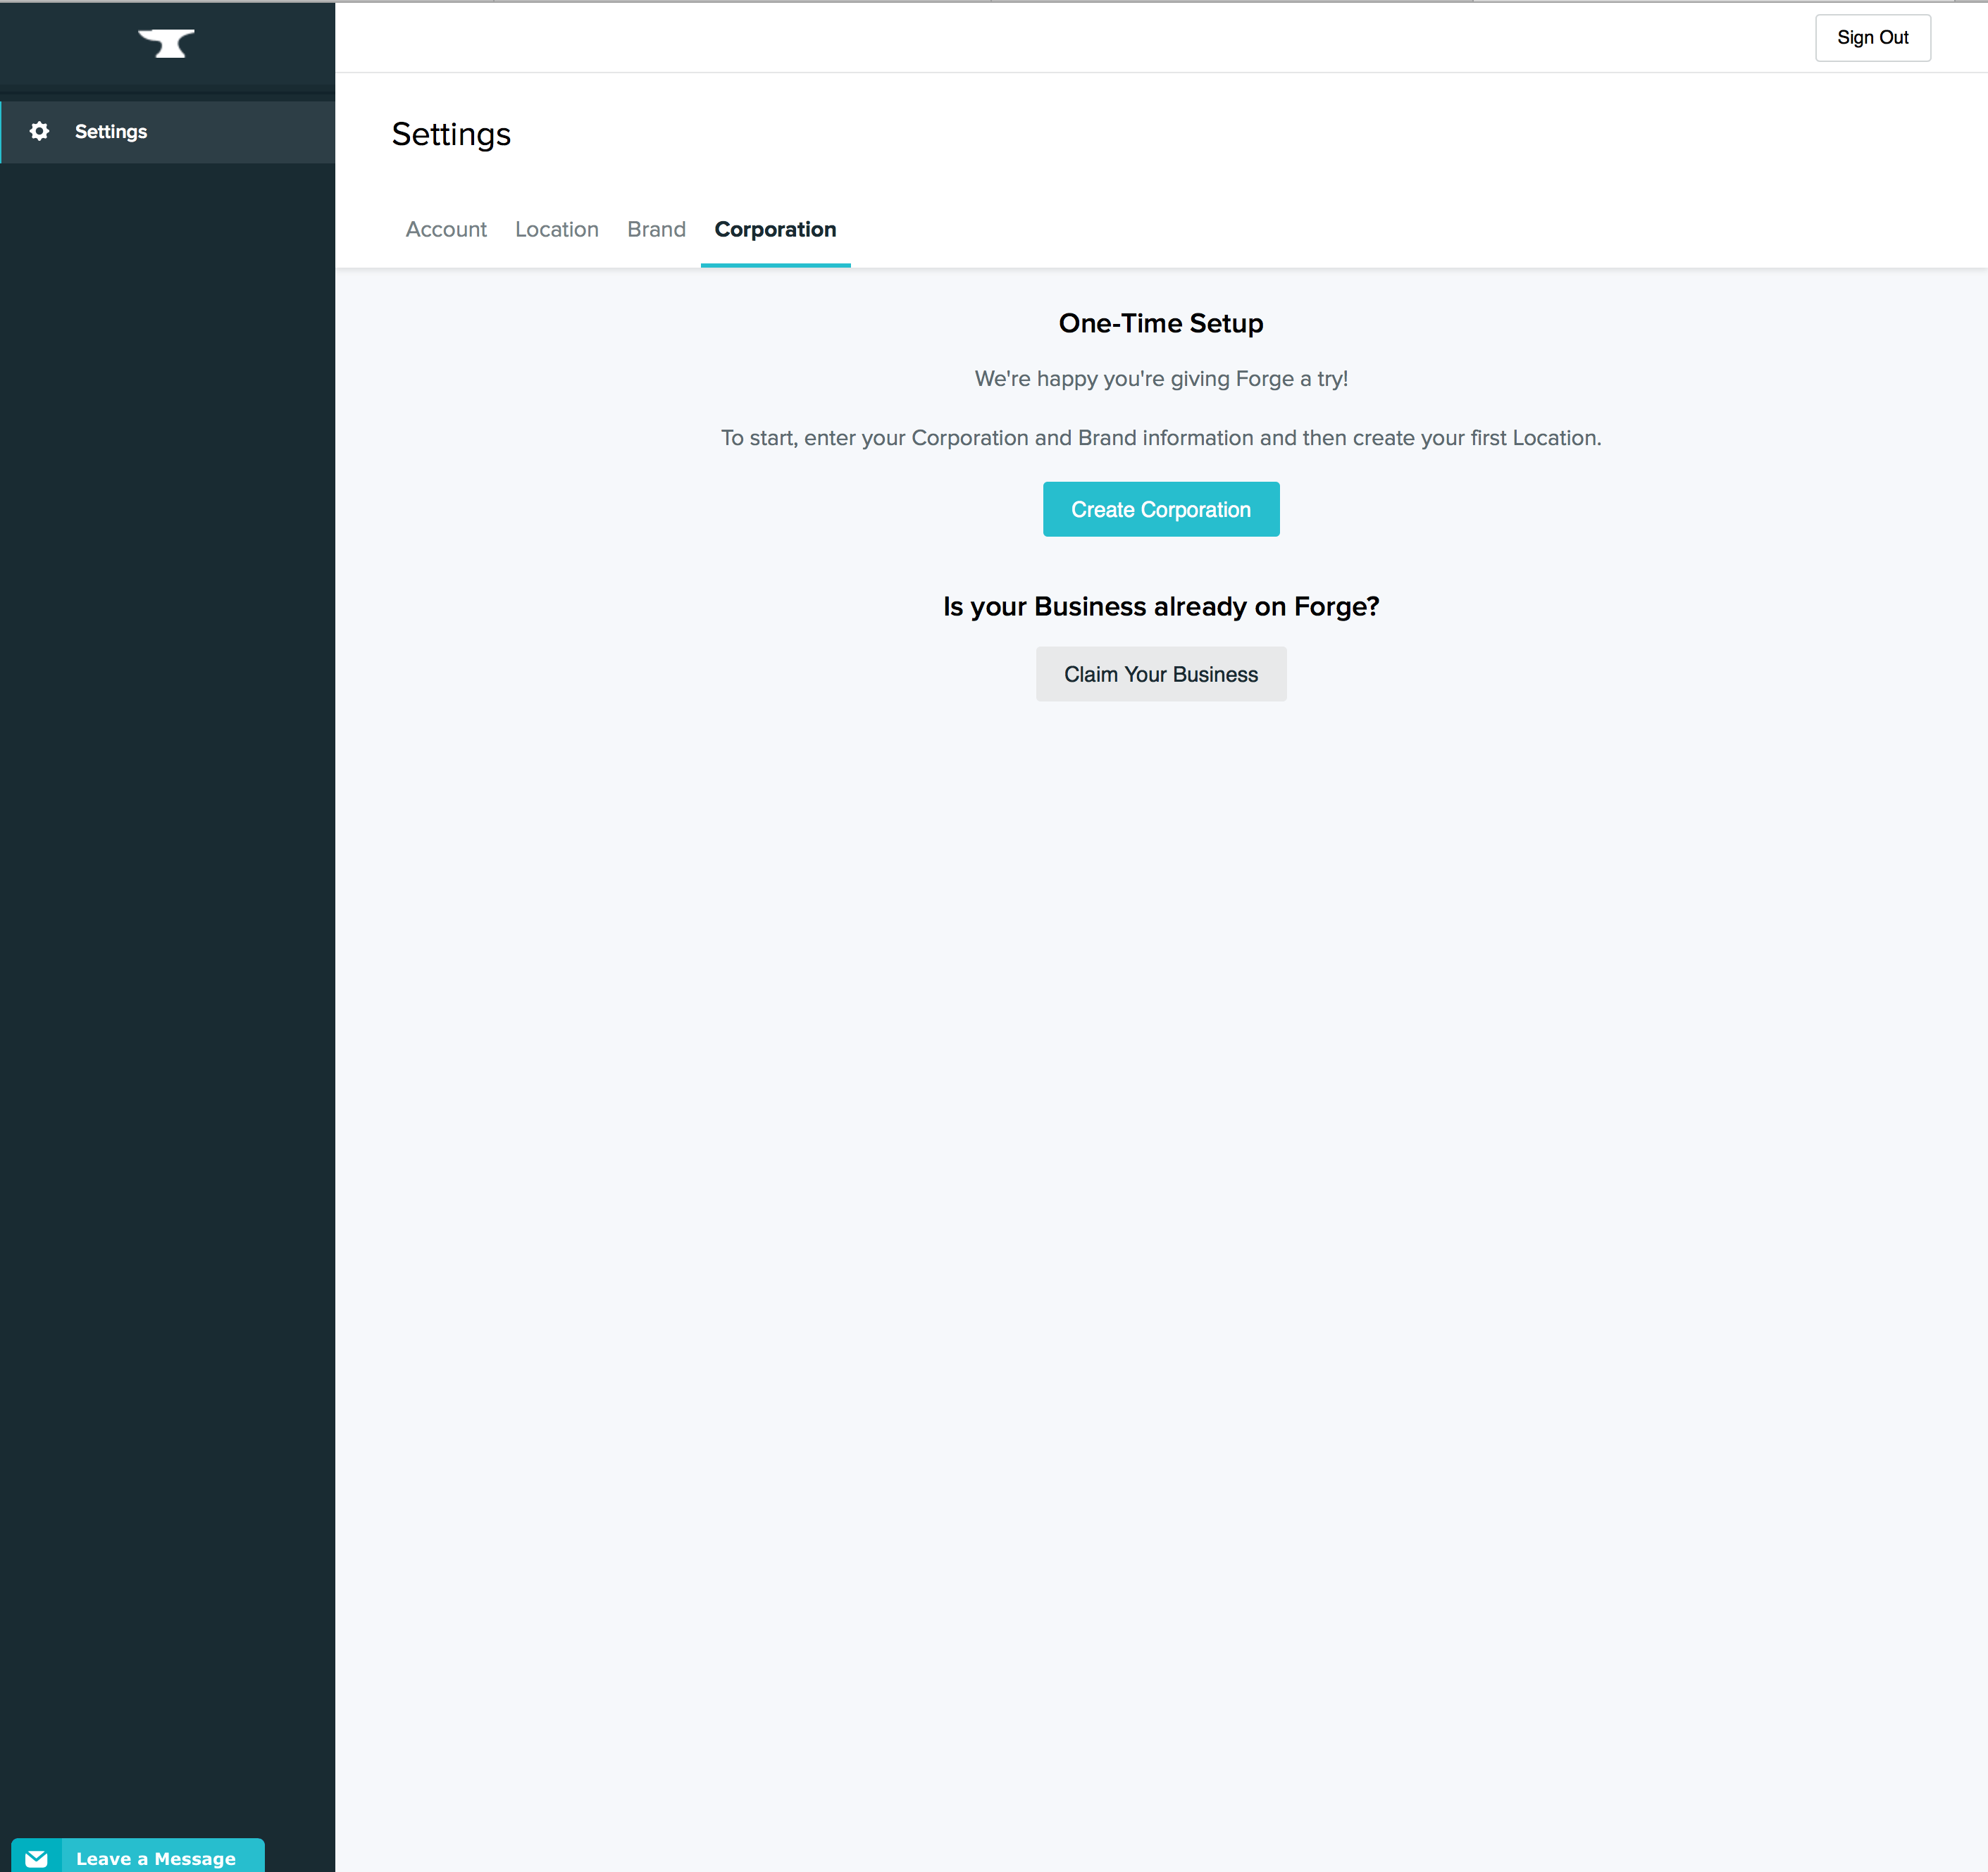 Sign Out
Settings
Settings
Account Location Brand Corporation
One-Time Setup
We're happy you're giving Forge a try!
To start, enter your Corporation and Brand information and then create your first Location.
Create Corporation
Is your Business already on Forge?
Claim Your Business
Leave a Message